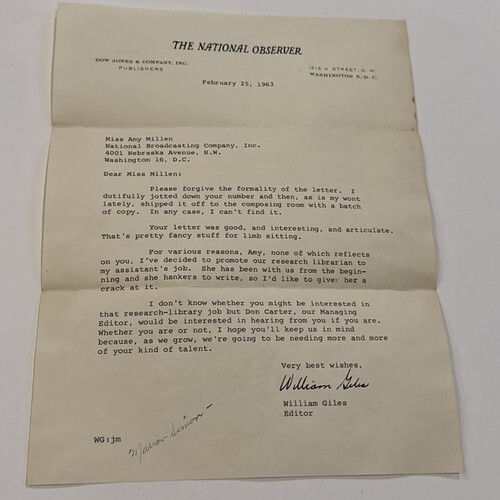 THE NATIONAL OBSERVER
DOW JONES & COMPANY, INC.
PUBLISHERS
STREET, N.W.
WASHINGTON 5, D.C.
February 25, 1963
Miss Amy Millen
National Broadcasting Company, Inc.
4001 Nebraska Avenue, N.W.
Washington 16, D.C.
Dear Miss Millen:
Please forgive the formality of the letter. I
dutifully jotted down your number and then, as is my wont
lately, shipped it off to the composing room with a batch
of copy. In any case, I can't find it.
Your letter was good, and interesting, and articulate.
That's pretty fancy stuff for limb sitting.
For various reasons, Amy, none of which reflects
on you, I've decided to promote our research librarian to
my assistant's job. She has been with us from the begin-
ning and she hankers to write, so I'd like to give her a
crack at it.
I don't know whether you might be interested in
that research-library job but Don Carter, our Managing
Editor, would be interested in hearing from you if you are.
Whether you are or not, I hope you'll keep us in mind
because, as we grow, we're going to be needing more and more
of your kind of talent.
Very best wishes,
William Giles
William Giles
Editor
WG:jm
Marion Simon -